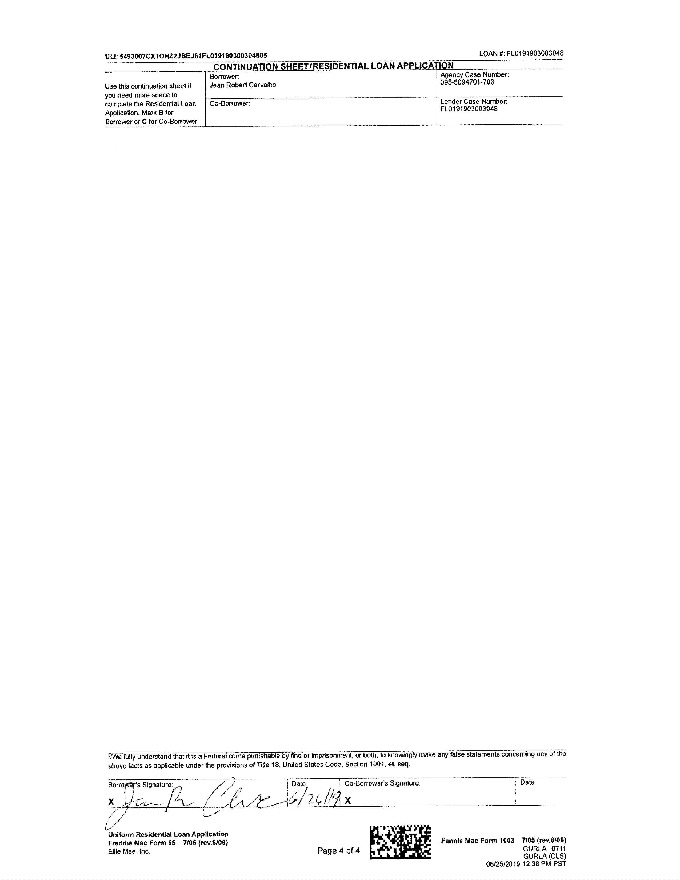 LOAN #: FL0191903003048
CONTINUATION SHEET/RESIDENTIAL LOAN APPLICATION
Use this continuation sheet if
you need more space to
complete the Residential Loan
Application. Mark B for
Borrower or C for Co-Borrower
Borrower:
Jean Robert Carvalho
Agency Case Number:
095-5094701-703
Co-Borrower:
Lender Case Number:
FL0191903003048
I/We fully understand that it is a Federal crime punishable by fine or imprisonment, or both, to knowingly make any false statements concerning any of the
above facts as applicable under the provisions of Title 18, United States Code, Section 1001, et seq.
Borrower's Signature:
X
Date
Co-Borrower's Signature:
X
Date
Uniform Residential Loan Application
Freddie Mac Form 65 7/05 (rev.6/09)
Ellie Mae, Inc.
Page 4 of 4
Fannie Mae Form 1003 7/05 (rev.6/09)
GURLA 0711
GURLA (CLS)
06/25/2019 12:38 PM PST